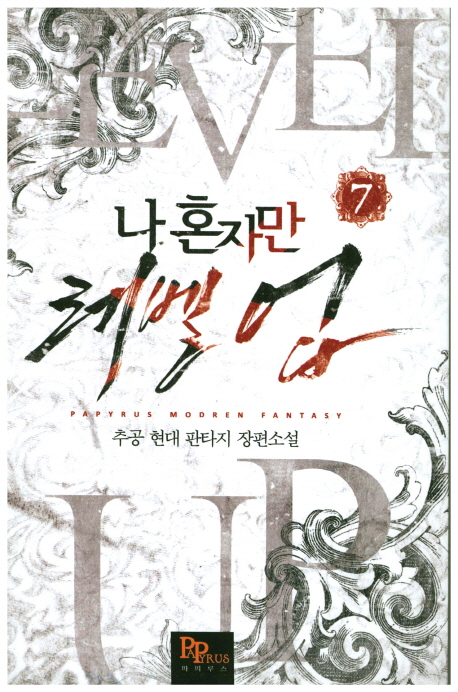 LEVEL
7
나 혼자만
레벨 업
PAPYRUS MODREN FANTASY
추공 현대 판타지 장편소설
UP
PAPYRUS
파피루스